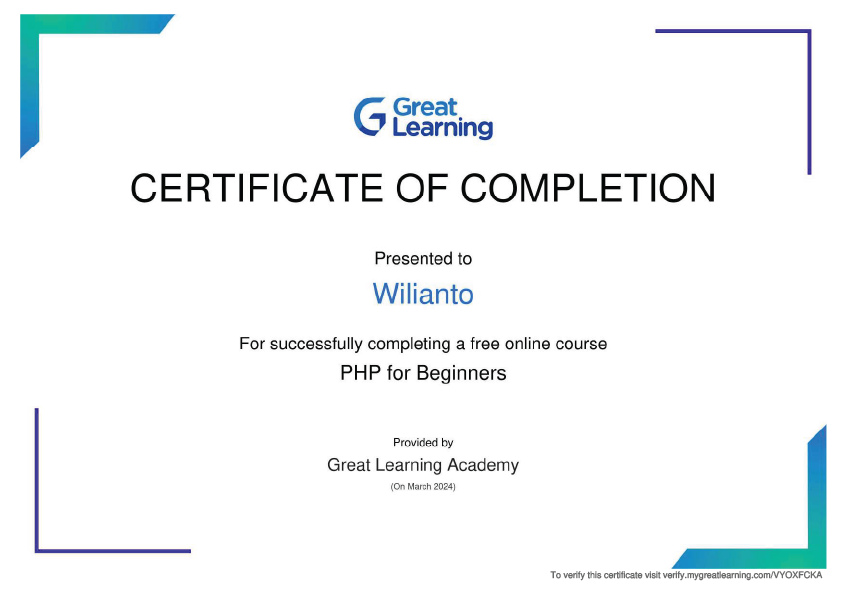 Great
Learning
CERTIFICATE OF COMPLETION
Presented to
Wilianto
For successfully completing a free online course
PHP for Beginners
Provided by
Great Learning Academy
(On March 2024)
To verify this certificate visit verify.mygreatlearning.com/VYOXFCKA